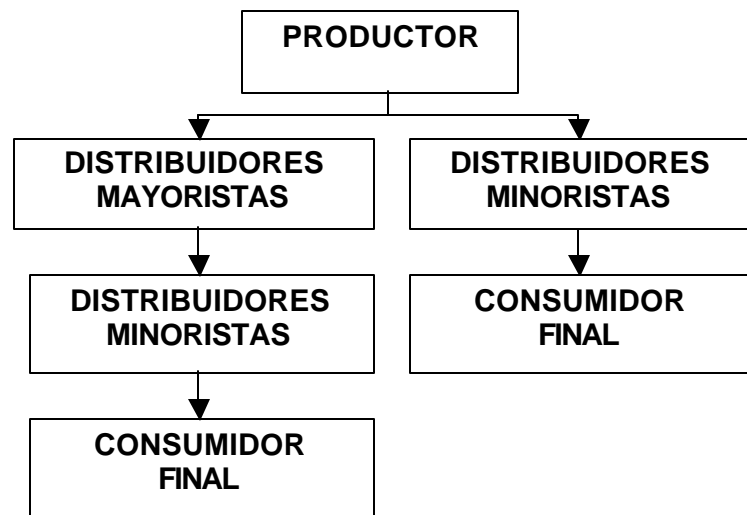 PRODUCTOR
DISTRIBUIDORES
MAYORISTAS
DISTRIBUIDORES
MINORISTAS
DISTRIBUIDORES
MINORISTAS
CONSUMIDOR
FINAL
CONSUMIDOR
FINAL